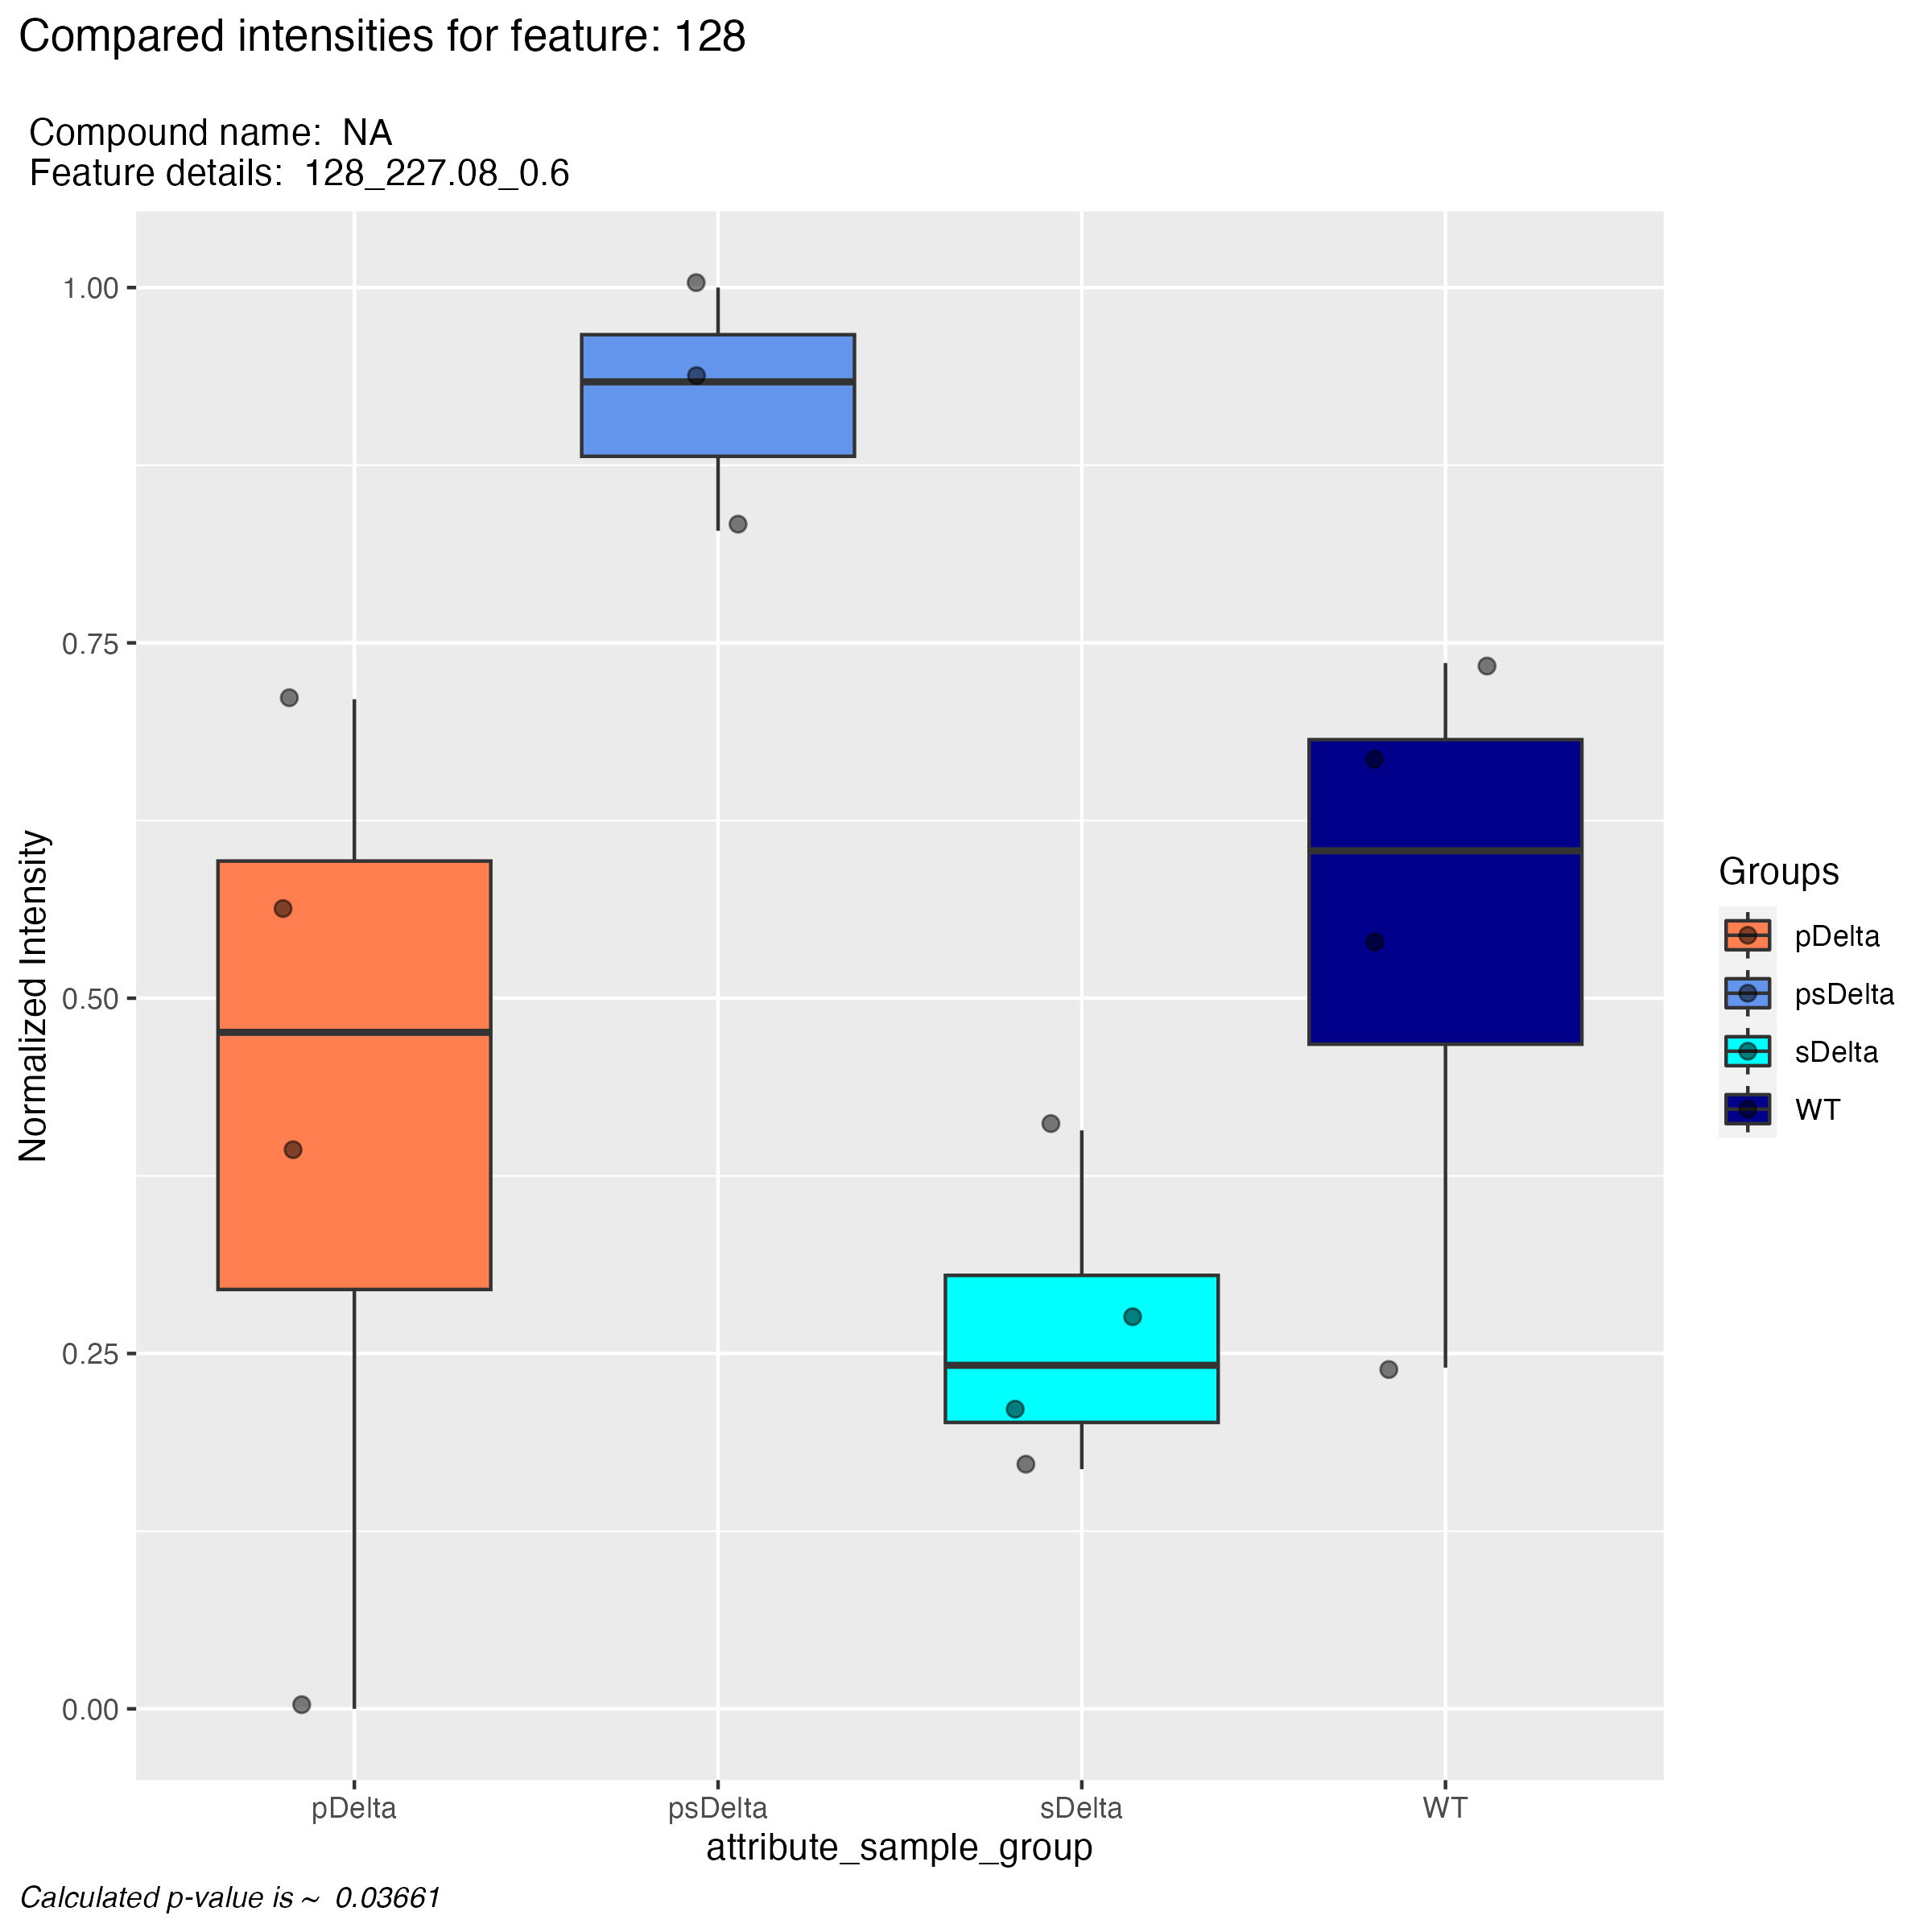 Compared intensities for feature: 128
Compound name:  NA
Feature details:  128_227.08_0.6
Normalized Intensity
1.00
0.75
0.50
0.25
0.00
pDelta
psDelta
sDelta
WT
attribute_sample_group
Groups
pDelta
psDelta
sDelta
WT
Calculated p-value is ~  0.03661